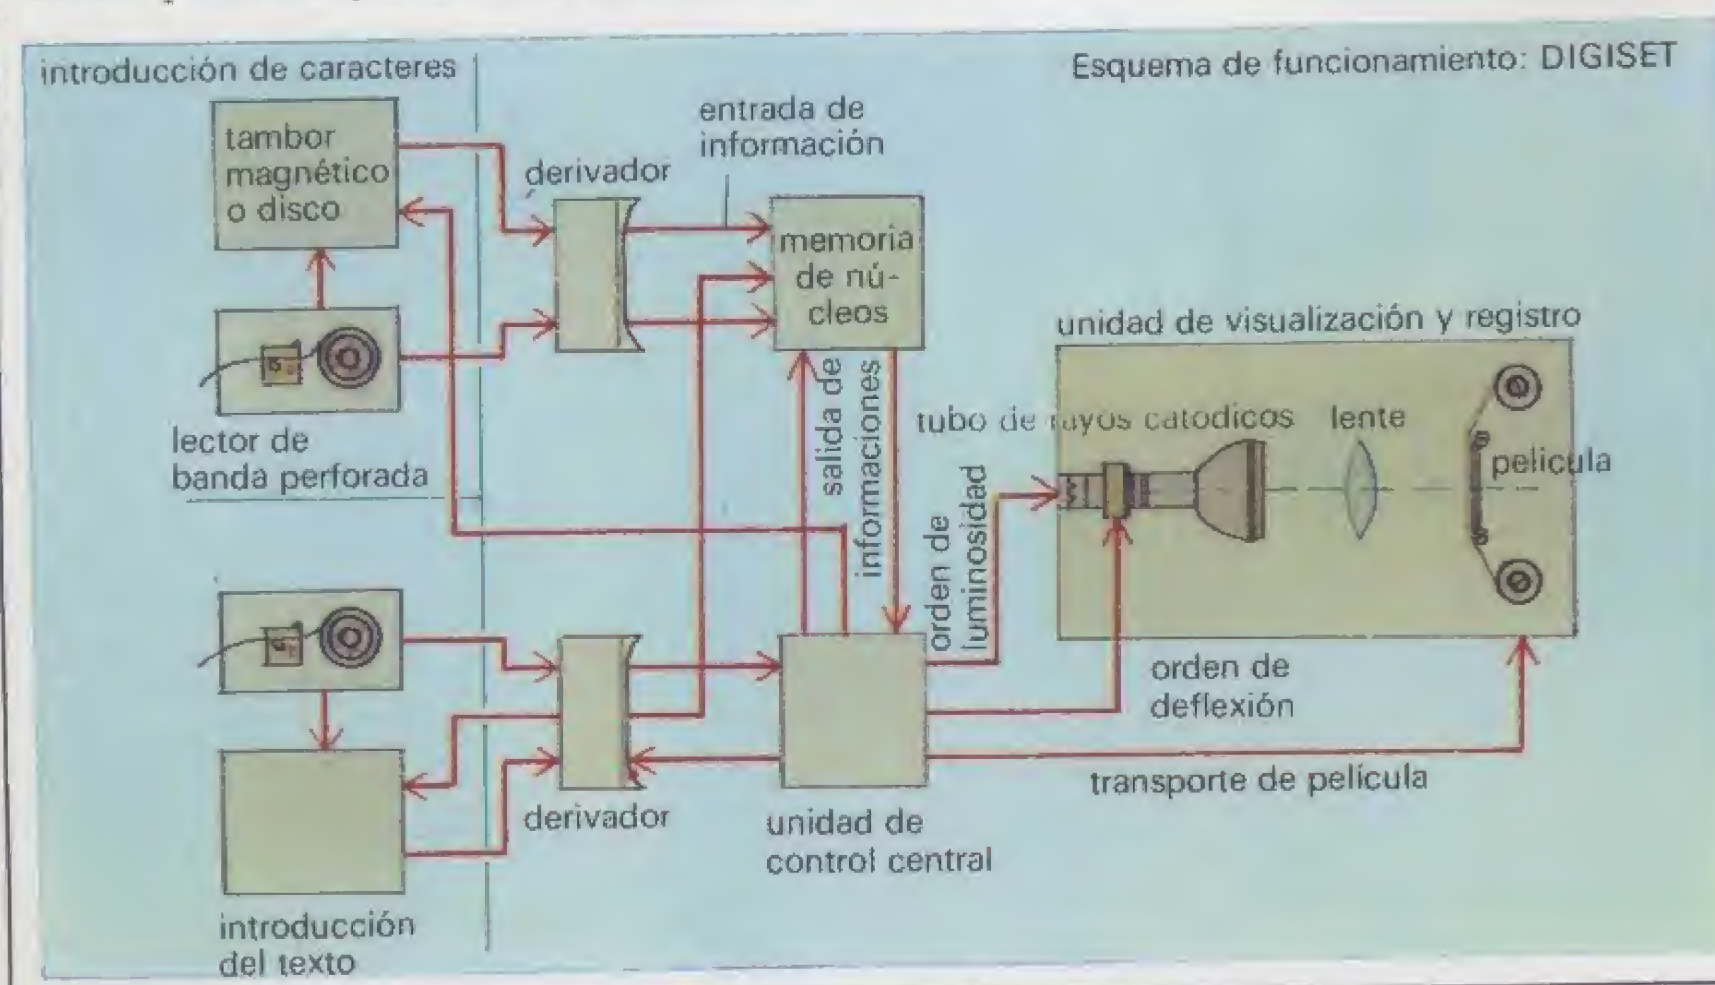 introducción de caracteres
Esquema de funcionamiento: DIGISET
tambor
magnético
o disco
derivador
entrada de
información
memoria
de nú-
cleos
lector de
banda perforada
salida de
informaciones
unidad de visualización y registro
tubo de rayos catodicos
lente
pelicula
orden de
luminosidad
orden de
deflexión
transporte de película
derivador
unidad de
control central
introducción
del texto